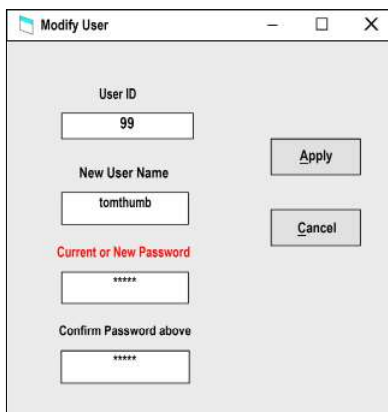 Modify User
User ID
99
New User Name
tomthumb
Current or New Password
*****
Confirm Password above
*****
Apply
Cancel